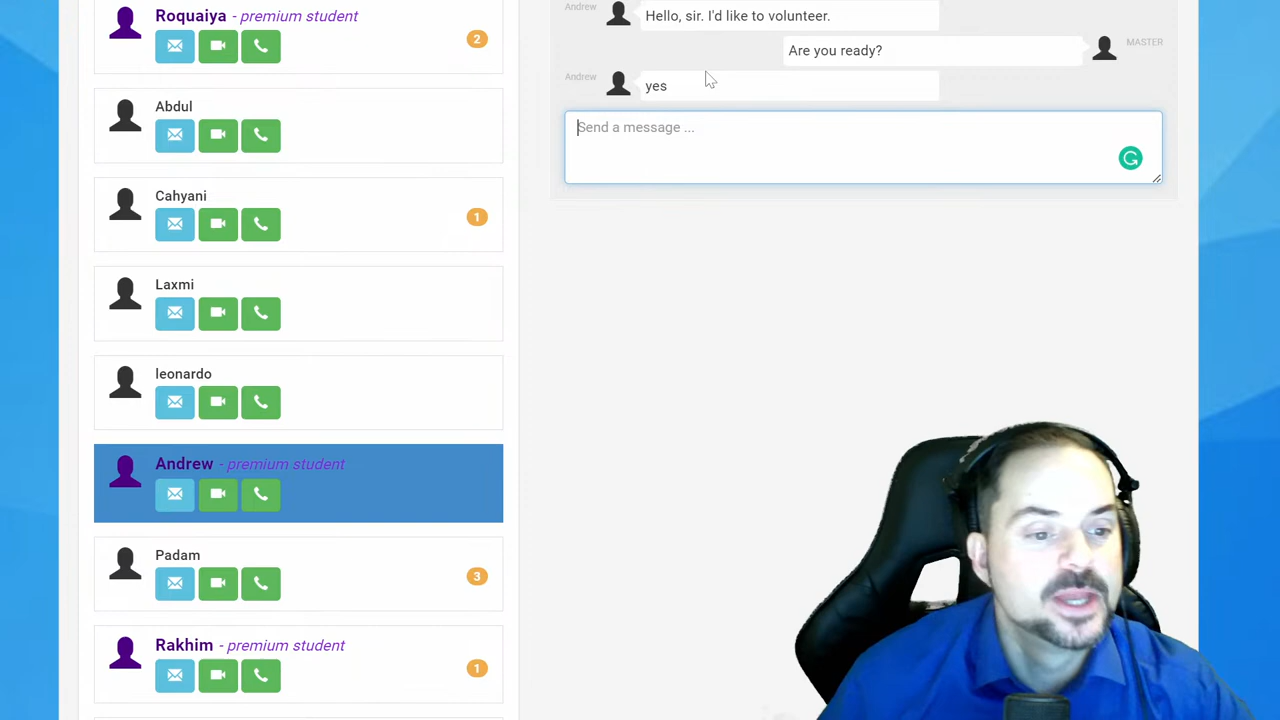 Roquaiya - premium student
2
Abdul
Cahyani
1
Laxmi
leonardo
Andrew - premium student
Padam
3
Rakhim - premium student
1
Andrew
Hello, sir. I'd like to volunteer.
Are you ready?
MASTER
Andrew
yes
Send a message ...